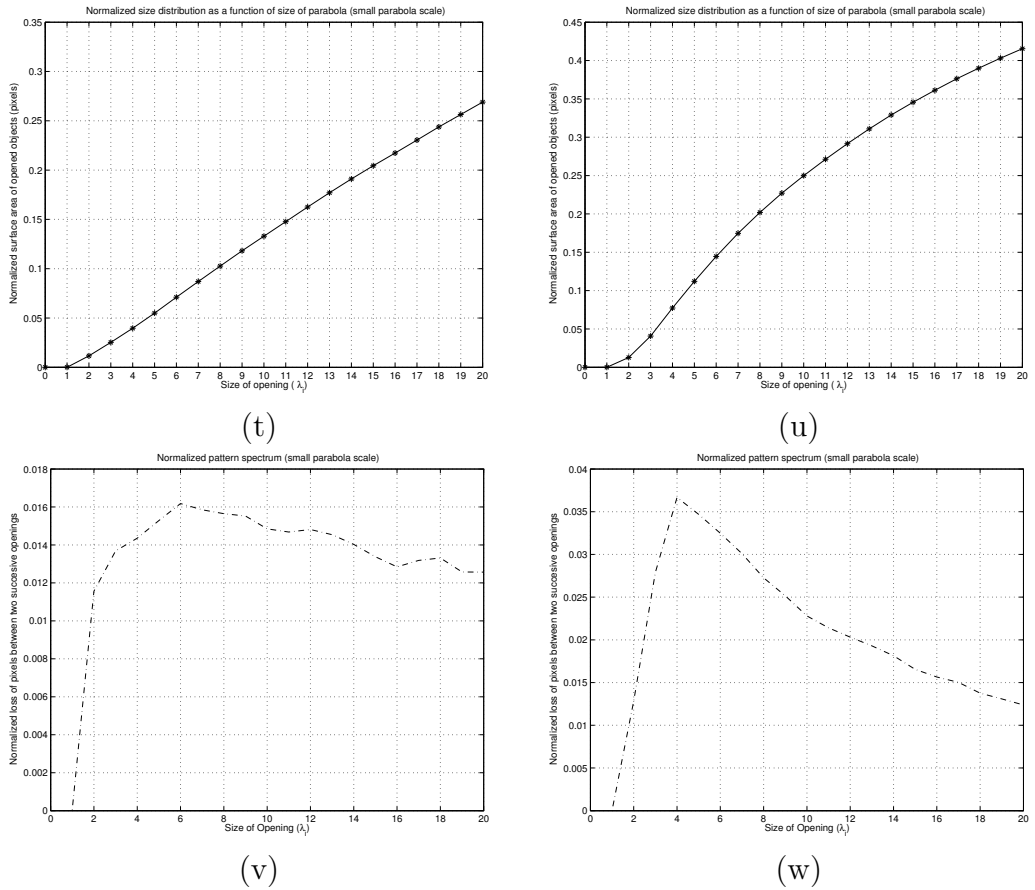 Normalized size distribution as a function of size of parabola (small parabola scale)
Normalized surface area of opened objects (pixels)
0.35
0.3
0.25
0.2
0.15
0.1
0.05
0
0 1 2 3 4 5 6 7 8 9 10 11 12 13 14 15 16 17 18 19 20
Size of opening ( λi)
(t)
Normalized size distribution as a function of size of parabola (small parabola scale)
Normalized surface area of opened objects (pixels)
0.45
0.4
0.35
0.3
0.25
0.2
0.15
0.1
0.05
0
0 1 2 3 4 5 6 7 8 9 10 11 12 13 14 15 16 17 18 19 20
Size of opening ( λi)
(u)
Normalized pattern spectrum (small parabola scale)
Normalized loss of pixels between two succesive openings
0.018
0.016
0.014
0.012
0.01
0.008
0.006
0.004
0.002
0
0 2 4 6 8 10 12 14 16 18 20
Size of Opening (λi)
(v)
Normalized pattern spectrum (small parabola scale)
Normalized loss of pixels between two succesive openings
0.04
0.035
0.03
0.025
0.02
0.015
0.01
0.005
0
0 2 4 6 8 10 12 14 16 18 20
Size of Opening (λi)
(w)